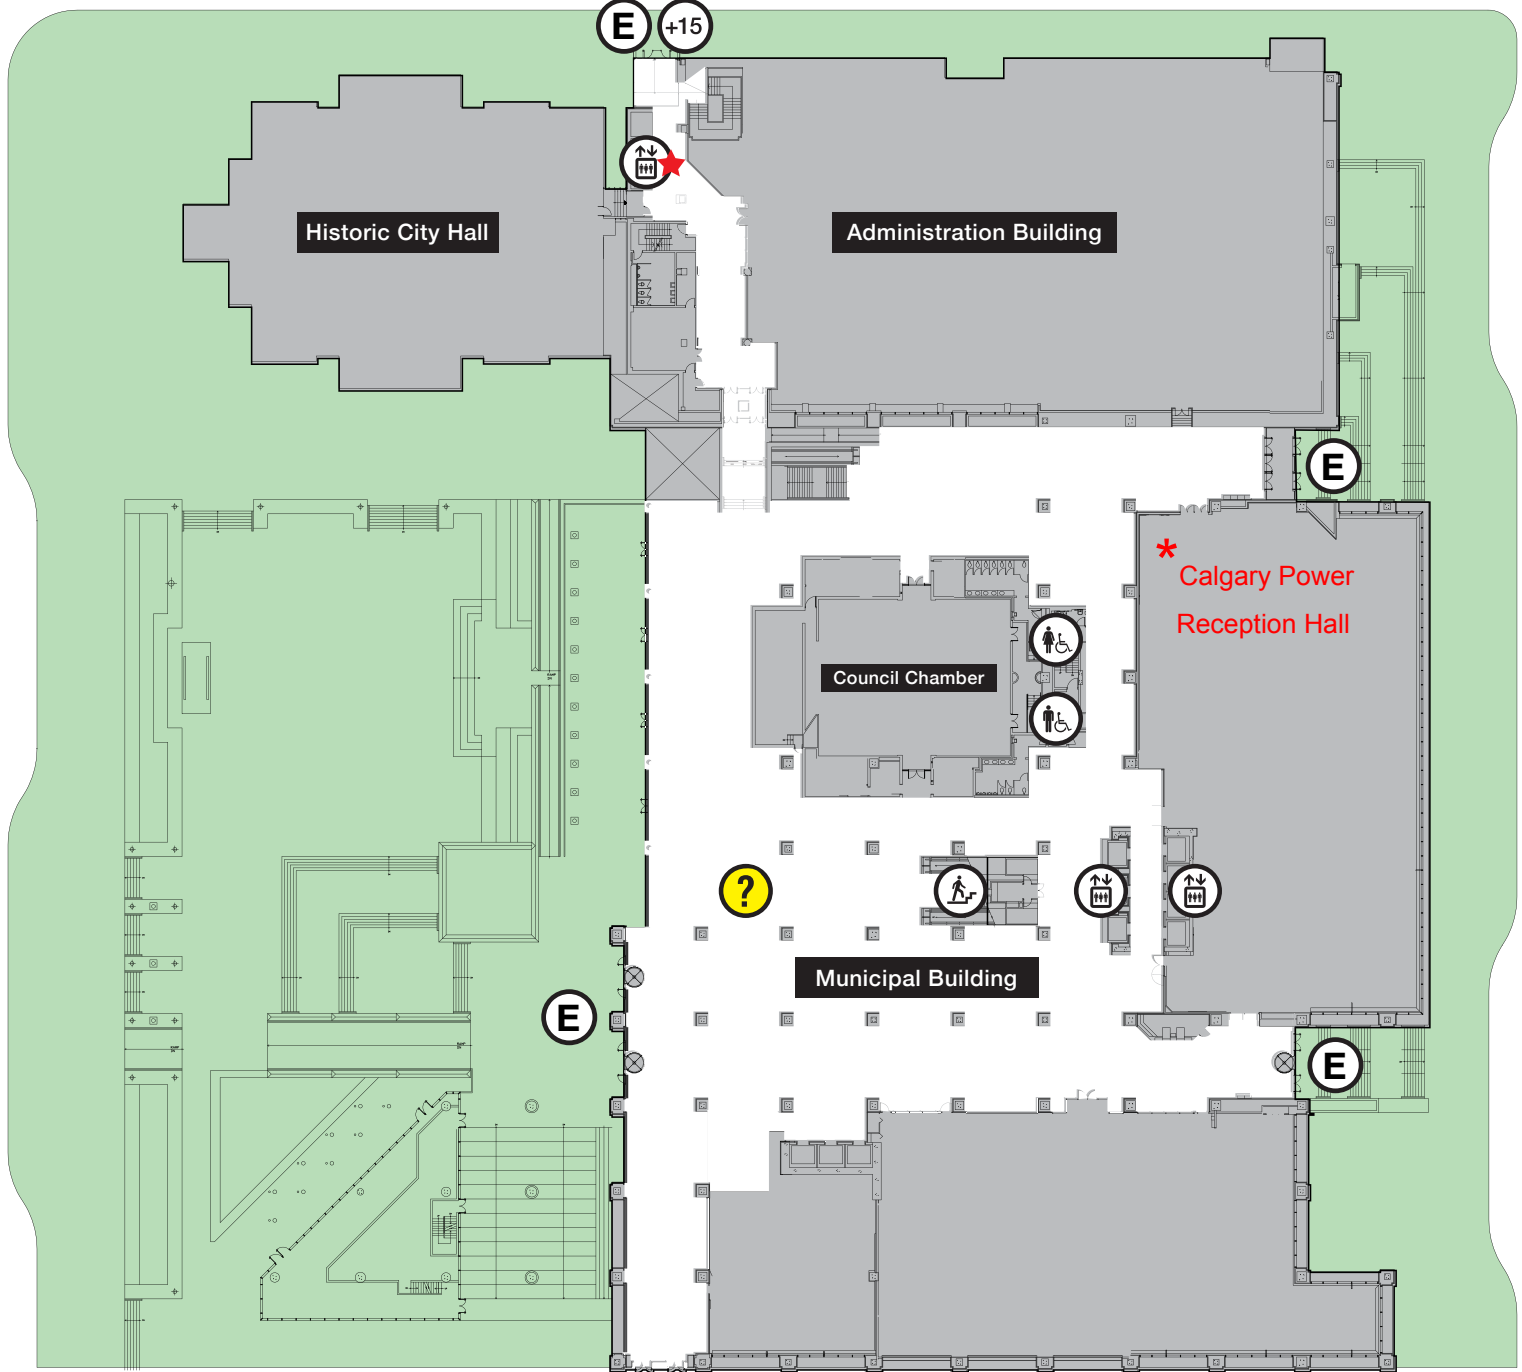 E +15
Historic City Hall
Administration Building
E
*
Calgary Power
Reception Hall
Council Chamber
?
Municipal Building
E
E